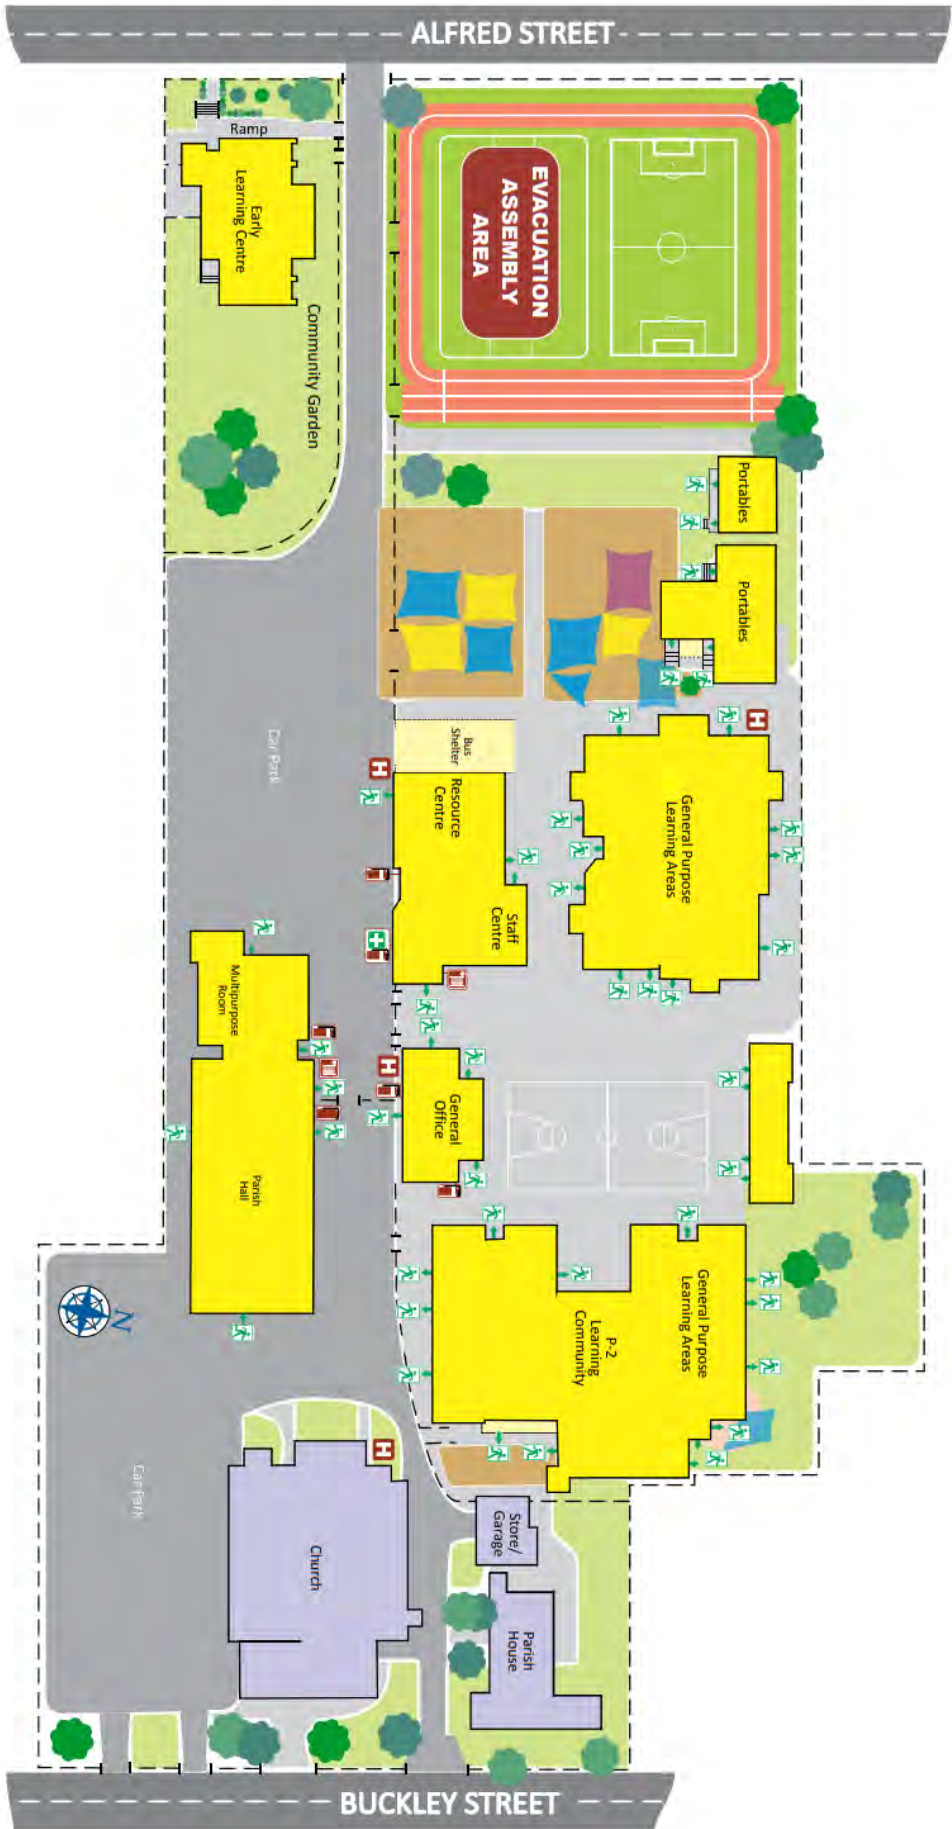 ALFRED STREET
Ramp
Early
Learning Centre
Community Garden
EVACUATION
ASSEMBLY
AREA
Portables
Portables
Car Park
Bus
Shelter
H
H
Resource
Centre
Staff
Centre
General Purpose
Learning Areas
Multipurpose
Room
H
General
Office
Parish
Hall
General Purpose
Learning Areas
P-2
Learning
Community
N
H
Car Park
Church
Store/
Garage
Parish
House
BUCKLEY STREET